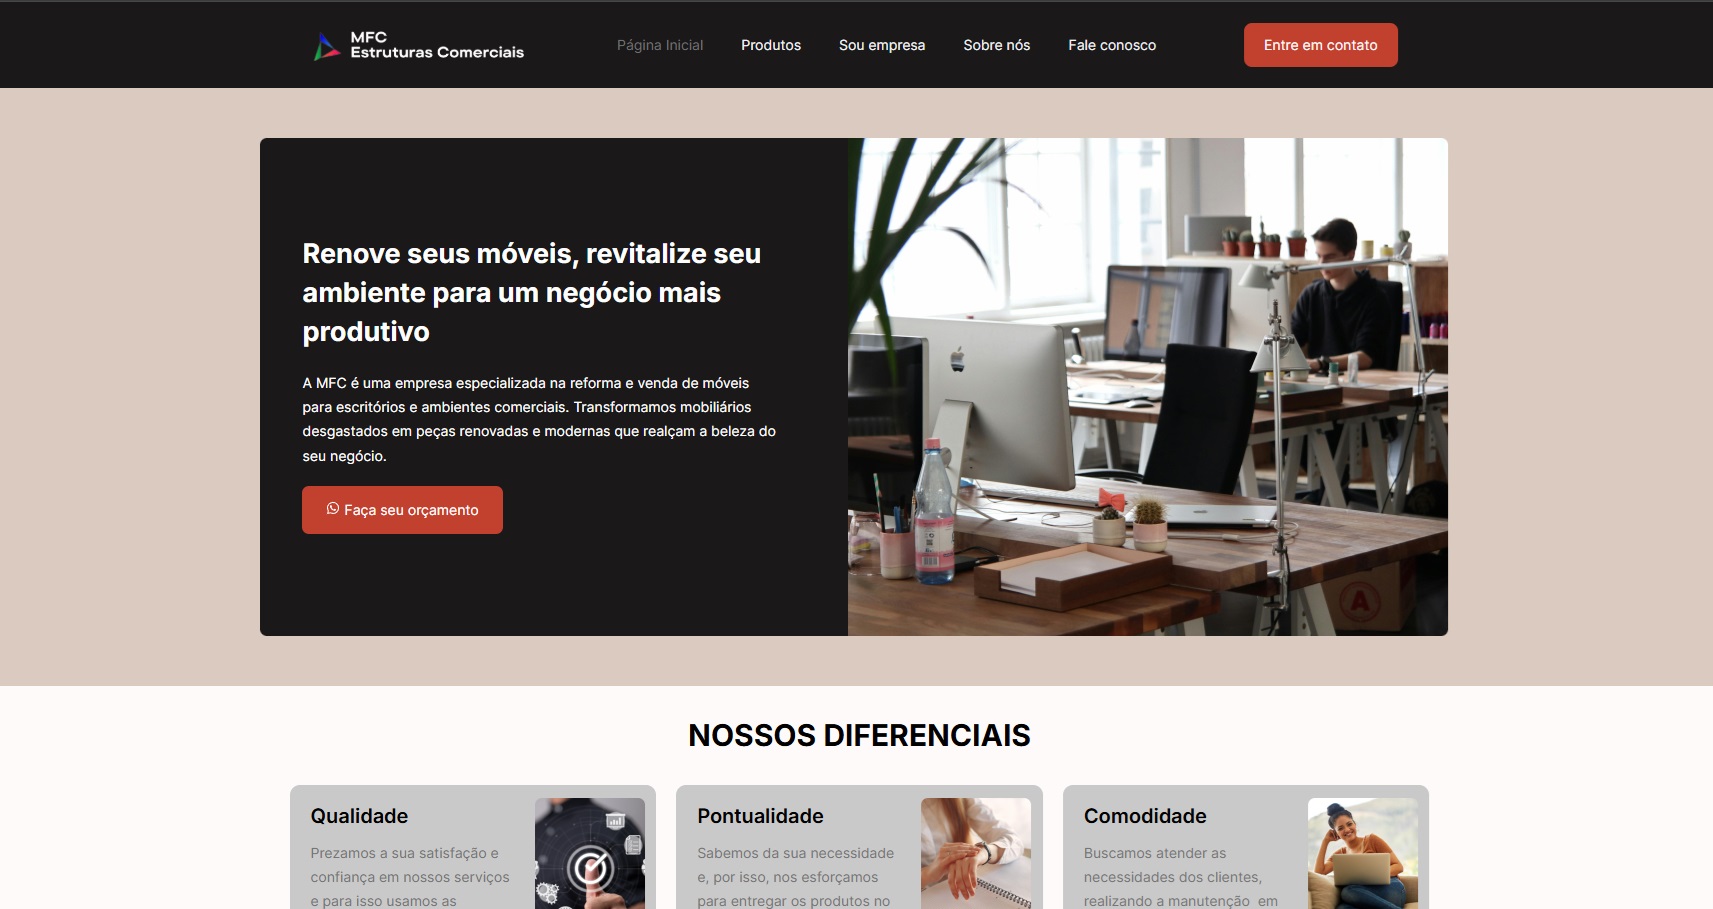 MFC
Estruturas Comerciais
Página Inicial
Produtos
Sou empresa
Sobre nós
Fale conosco
Entre em contato
Renove seus móveis, revitalize seu
ambiente para um negócio mais
produtivo
A MFC é uma empresa especializada na reforma e venda de móveis
para escritórios e ambientes comerciais. Transformamos mobiliários
desgastados em peças renovadas e modernas que realçam a beleza do
seu negócio.
Faça seu orçamento
A
NOSSOS DIFERENCIAIS
Qualidade
Prezamos a sua satisfação e
confiança em nossos serviços
e para isso usamos as
Pontualidade
Sabemos da sua necessidade
e, por isso, nos esforçamos
para entregar os produtos no
Comodidade
Buscamos atender as
necessidades dos clientes,
realizando a manutenção em